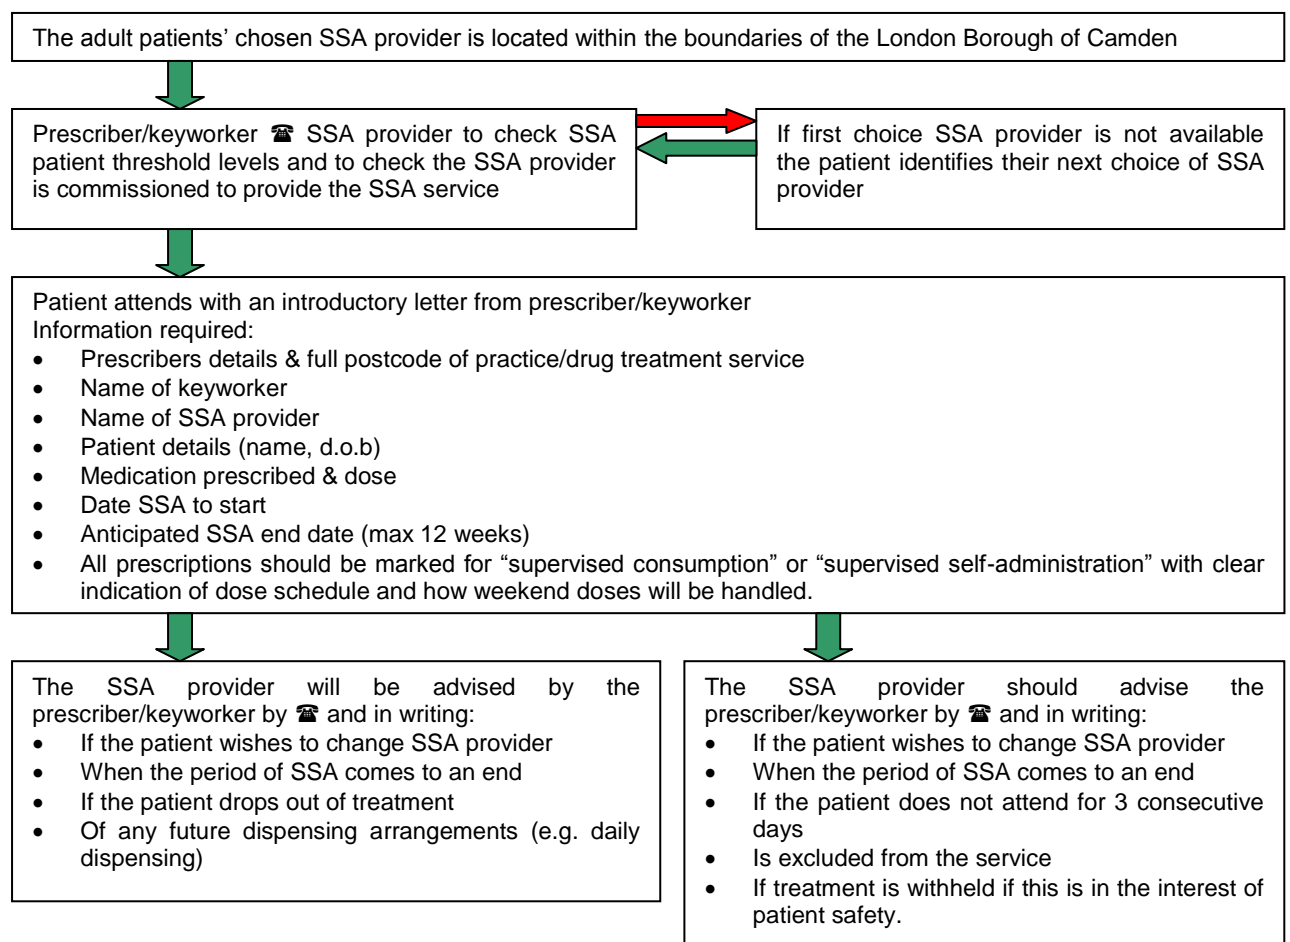 The adult patients’ chosen SSA provider is located within the boundaries of the London Borough of Camden
Prescriber/keyworker ☎ SSA provider to check SSA
patient threshold levels and to check the SSA provider
is commissioned to provide the SSA service
If first choice SSA provider is not available
the patient identifies their next choice of SSA
provider
Patient attends with an introductory letter from prescriber/keyworker
Information required:
• Prescribers details & full postcode of practice/drug treatment service
• Name of keyworker
• Name of SSA provider
• Patient details (name, d.o.b)
• Medication prescribed & dose
• Date SSA to start
• Anticipated SSA end date (max 12 weeks)
• All prescriptions should be marked for “supervised consumption” or “supervised self-administration” with clear
indication of dose schedule and how weekend doses will be handled.
The SSA provider will be advised by the
prescriber/keyworker by ☎ and in writing:
• If the patient wishes to change SSA provider
• When the period of SSA comes to an end
• If the patient drops out of treatment
• Of any future dispensing arrangements (e.g. daily
dispensing)
The SSA provider should advise the
prescriber/keyworker by ☎ and in writing:
• If the patient wishes to change SSA provider
• When the period of SSA comes to an end
• If the patient does not attend for 3 consecutive
days
• Is excluded from the service
• If treatment is withheld if this is in the interest of
patient safety.